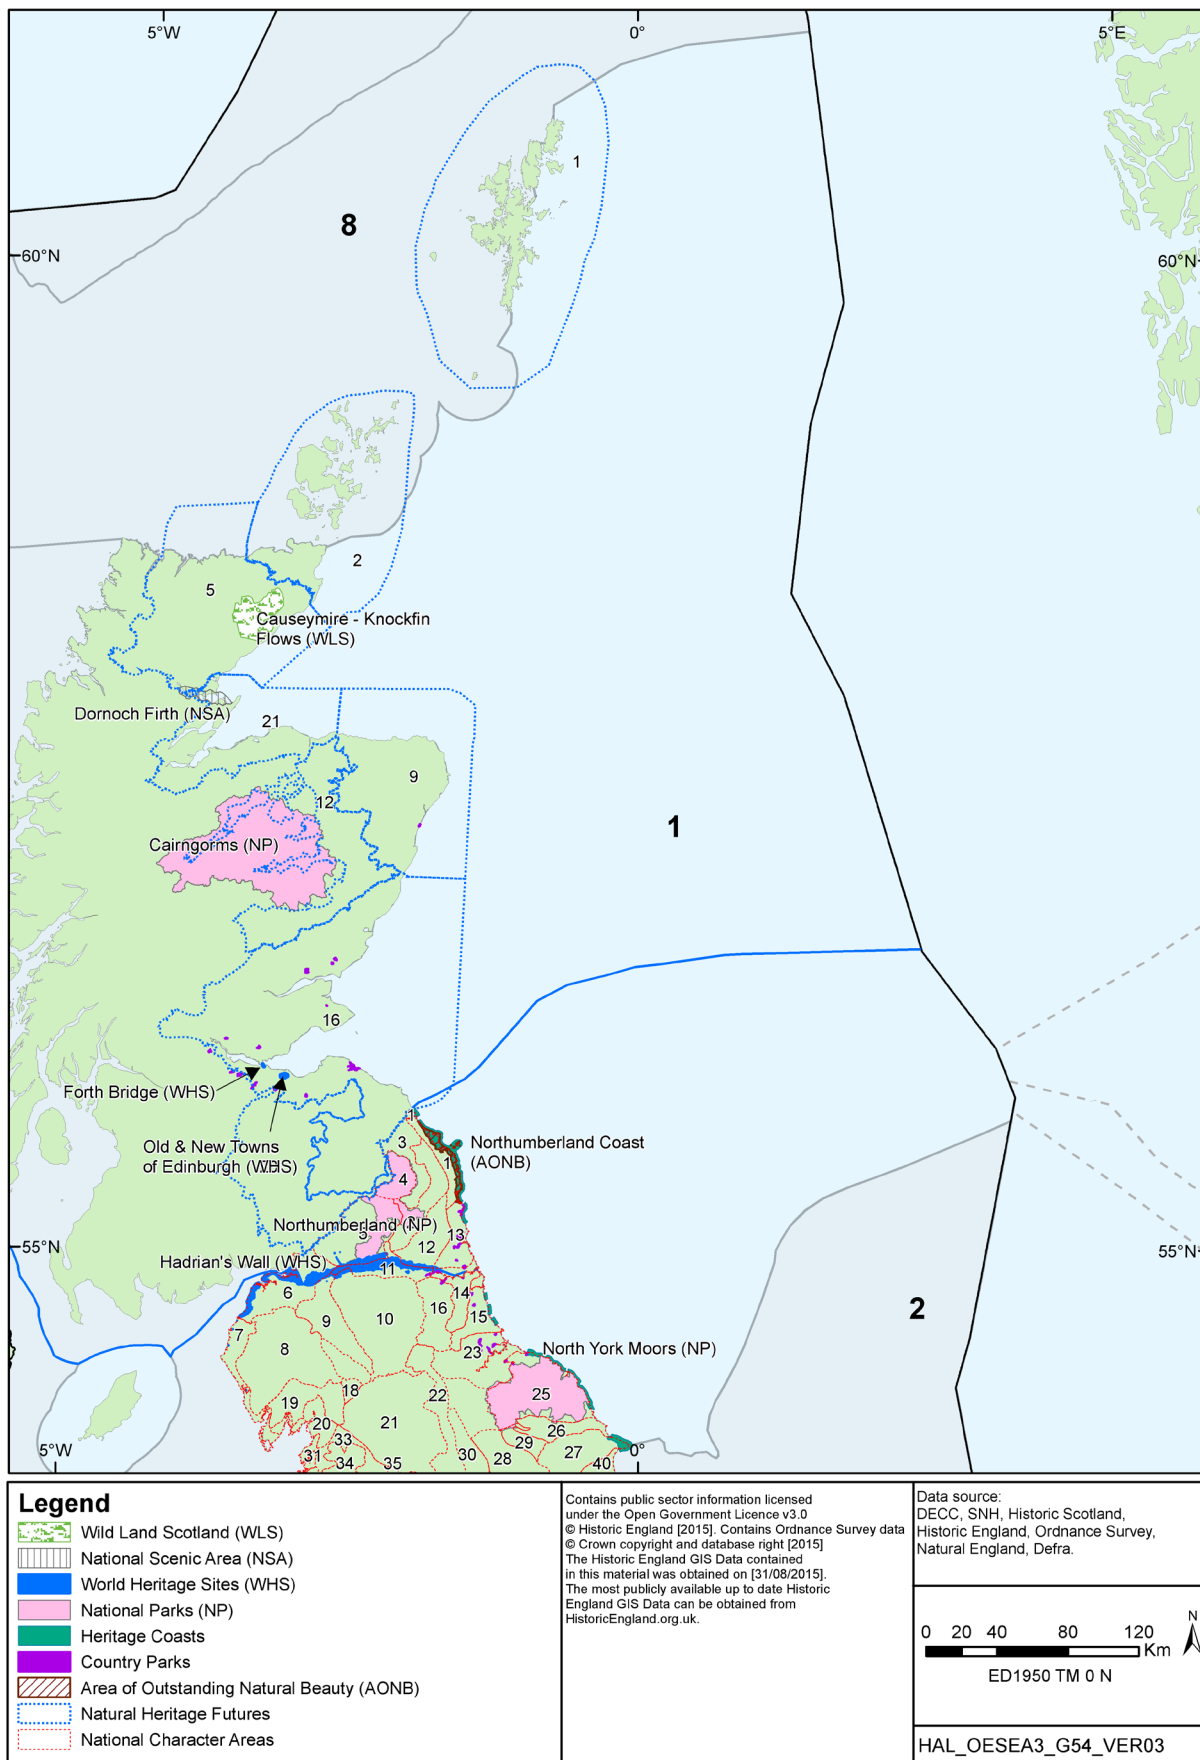 5°W
0°
5°E
1
8
60°N
60°N
2
5
Causeymire - Knockfin
Flows (WLS)
Dornoch Firth (NSA)
21
9
12
1
Cairngorms (NP)
16
Forth Bridge (WHS)
1
Old & New Towns
of Edinburgh (WHS)
3
Northumberland Coast
(AONB)
1
4
Northumberland (NP)
2
5
13
12
55°N
55°N
Hadrian's Wall (WHS)
11
6
14
16
15
10
9
7
8
2
North York Moors (NP)
23
18
22
25
19
20
21
26
33
29
27
31
34
35
30
28
40
5°W
0°
Legend
Wild Land Scotland (WLS)
National Scenic Area (NSA)
World Heritage Sites (WHS)
National Parks (NP)
Heritage Coasts
Country Parks
Area of Outstanding Natural Beauty (AONB)
Natural Heritage Futures
National Character Areas
Contains public sector information licensed
under the Open Government Licence v3.0
© Historic England [2015]. Contains Ordnance Survey data
© Crown copyright and database right [2015]
The Historic England GIS Data contained
in this material was obtained on [31/08/2015].
The most publicly available up to date Historic
England GIS Data can be obtained from
HistoricEngland.org.uk.
Data source:
DECC, SNH, Historic Scotland,
Historic England, Ordnance Survey,
Natural England, Defra.
N
0 20 40 80 120
Km
ED1950 TM 0 N
HAL_OESEA3_G54_VER03